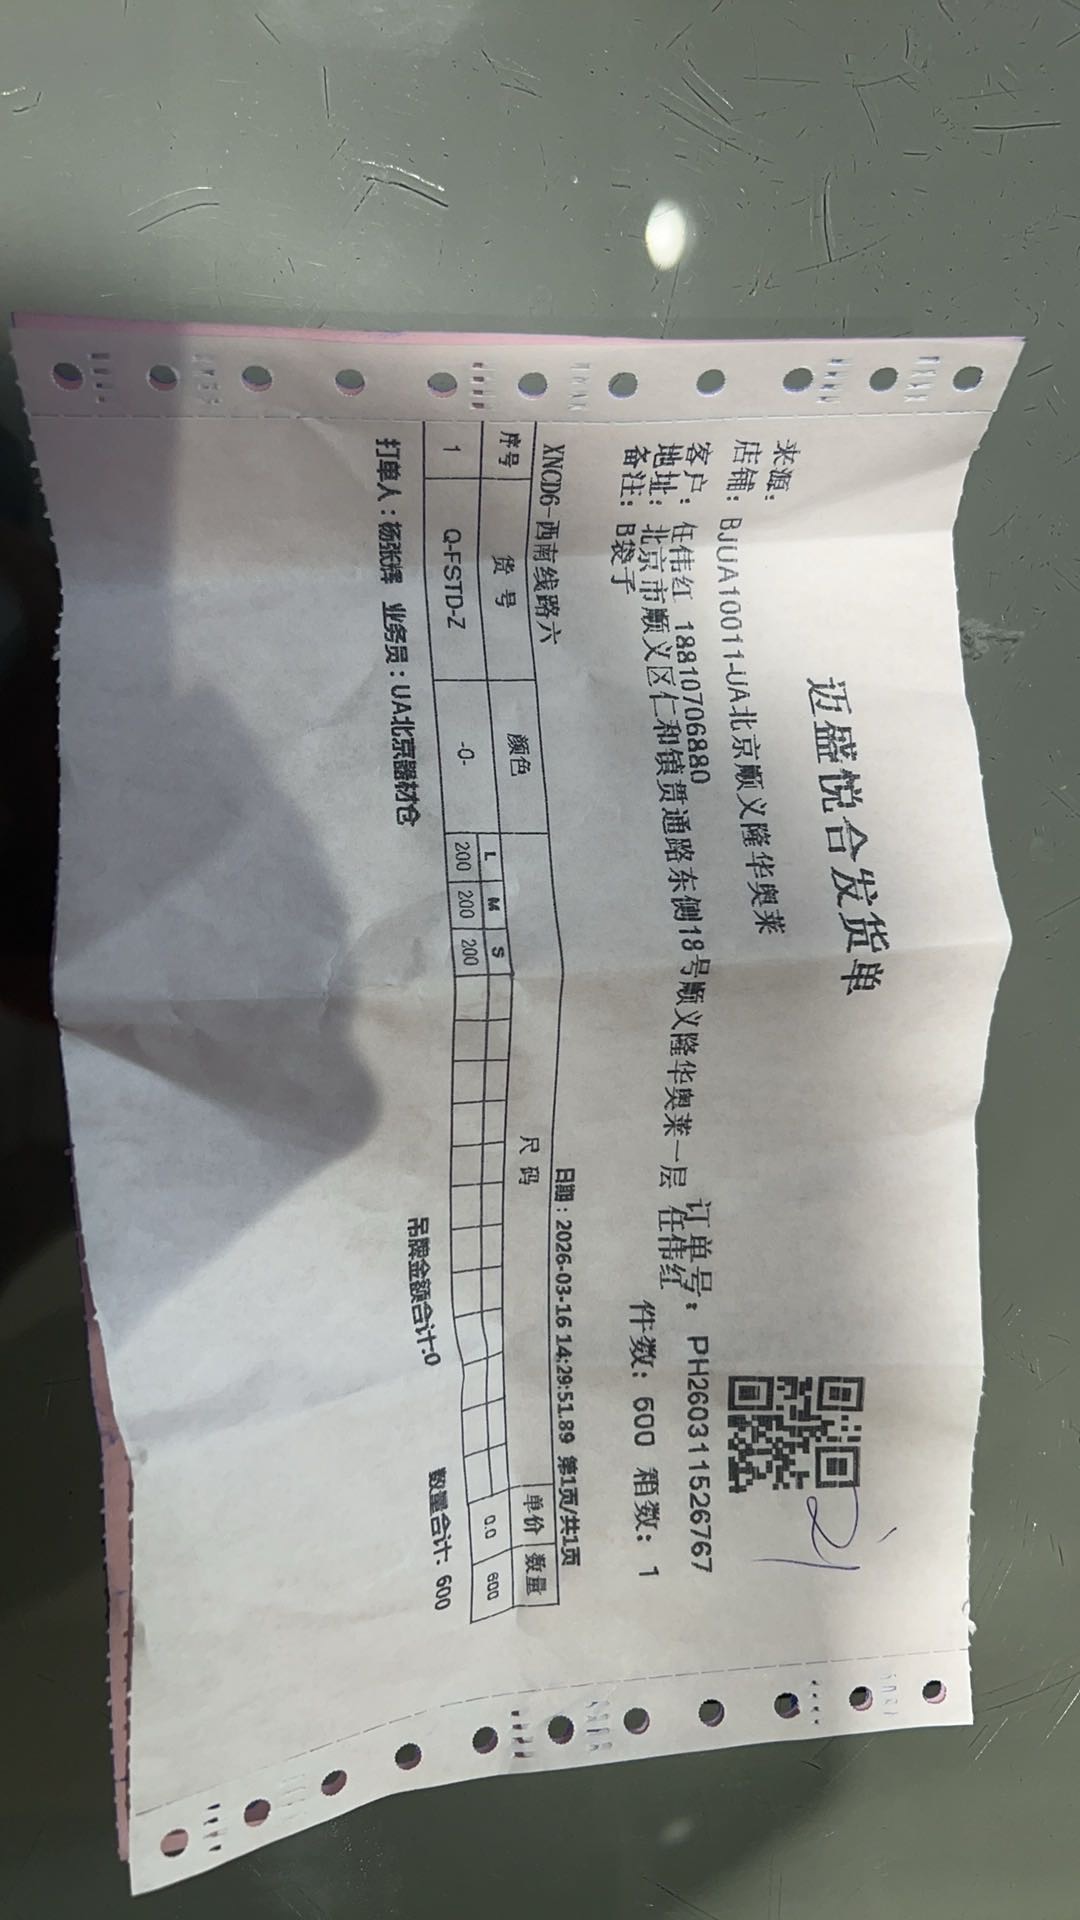 迈盛悦合发货单
来源:
店铺: BJUA10011-UA北京顺义隆华奥莱
客户: 任伟红 18810706880 订单号: PH260311526767
地址: 北京市顺义区仁和镇贯通路东侧18号顺义隆华奥莱一层 任伟红
备注: B袋子 件数: 600 箱数: 1
XNCD6-西南线路六 日期:2026-03-16 14:29:51.89 第1页/共1页
序号 货号 颜色 尺码 单价 数量
L M S
1 Q-FSTD-Z -0- 200 200 200 0.0 600
打单人:杨张辉 业务员:UA北京器材仓 吊牌金额合计:0 数量合计: 600